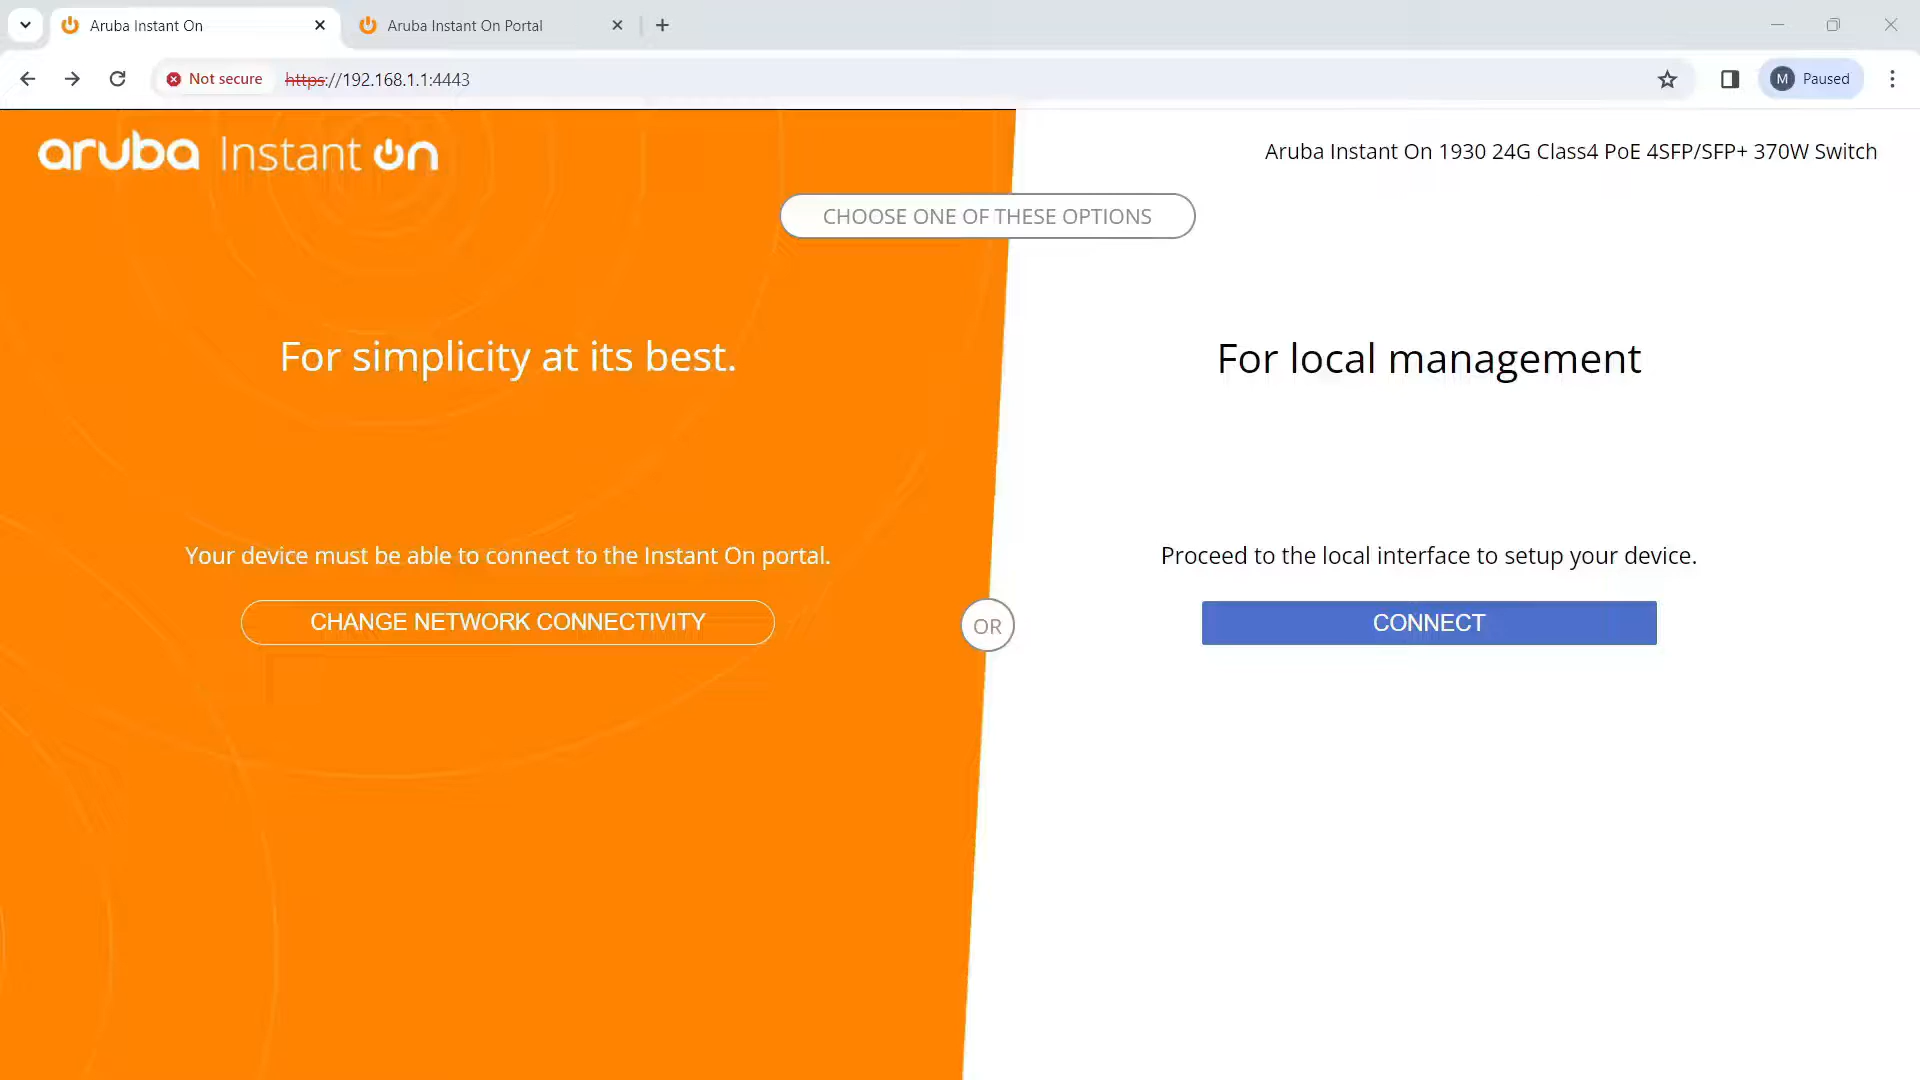 Aruba Instant On
Aruba Instant On Portal
Not secure https://192.168.1.1:4443
M Paused
aruba Instant On
Aruba Instant On 1930 24G Class4 PoE 4SFP/SFP+ 370W Switch
CHOOSE ONE OF THESE OPTIONS
For simplicity at its best.
For local management
Your device must be able to connect to the Instant On portal.
Proceed to the local interface to setup your device.
CHANGE NETWORK CONNECTIVITY
OR
CONNECT